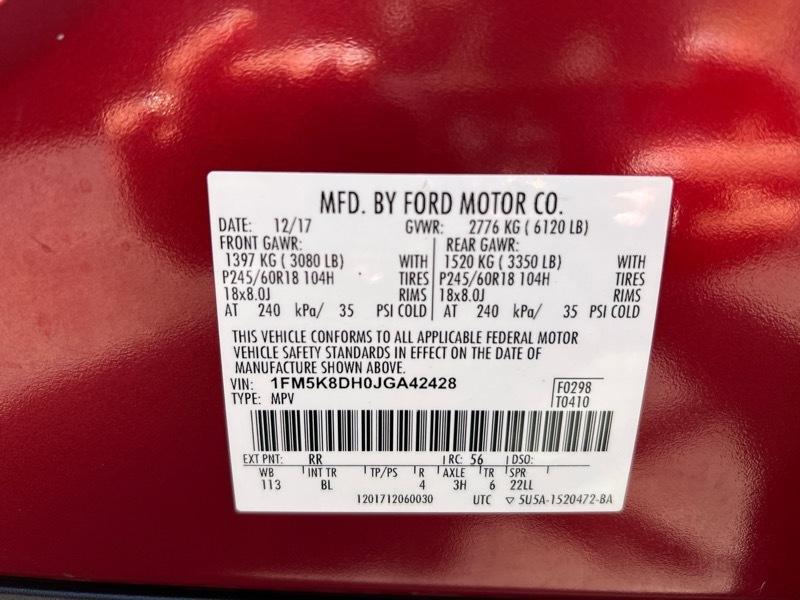 MFD. BY FORD MOTOR CO.
DATE: 12/17 GVWR: 2776 KG ( 6120 LB)
FRONT GAWR: REAR GAWR:
1397 KG ( 3080 LB) WITH 1520 KG ( 3350 LB) WITH
P245/60R18 104H TIRES P245/60R18 104H TIRES
18x8.0J RIMS 18x8.0J RIMS
AT 240 kPa/ 35 PSI COLD AT 240 kPa/ 35 PSI COLD
THIS VEHICLE CONFORMS TO ALL APPLICABLE FEDERAL MOTOR
VEHICLE SAFETY STANDARDS IN EFFECT ON THE DATE OF
MANUFACTURE SHOWN ABOVE.
VIN: 1FM5K8DH0JGA42428 F0298
TYPE: MPV T0410
EXT PNT: RR RC: 56 DSO:
WB INT TR TP/PS R AXLE TR SPR
113 BL 4 3H 6 22LL
1201712060030 UTC ▽ 5U5A-1520472-BA